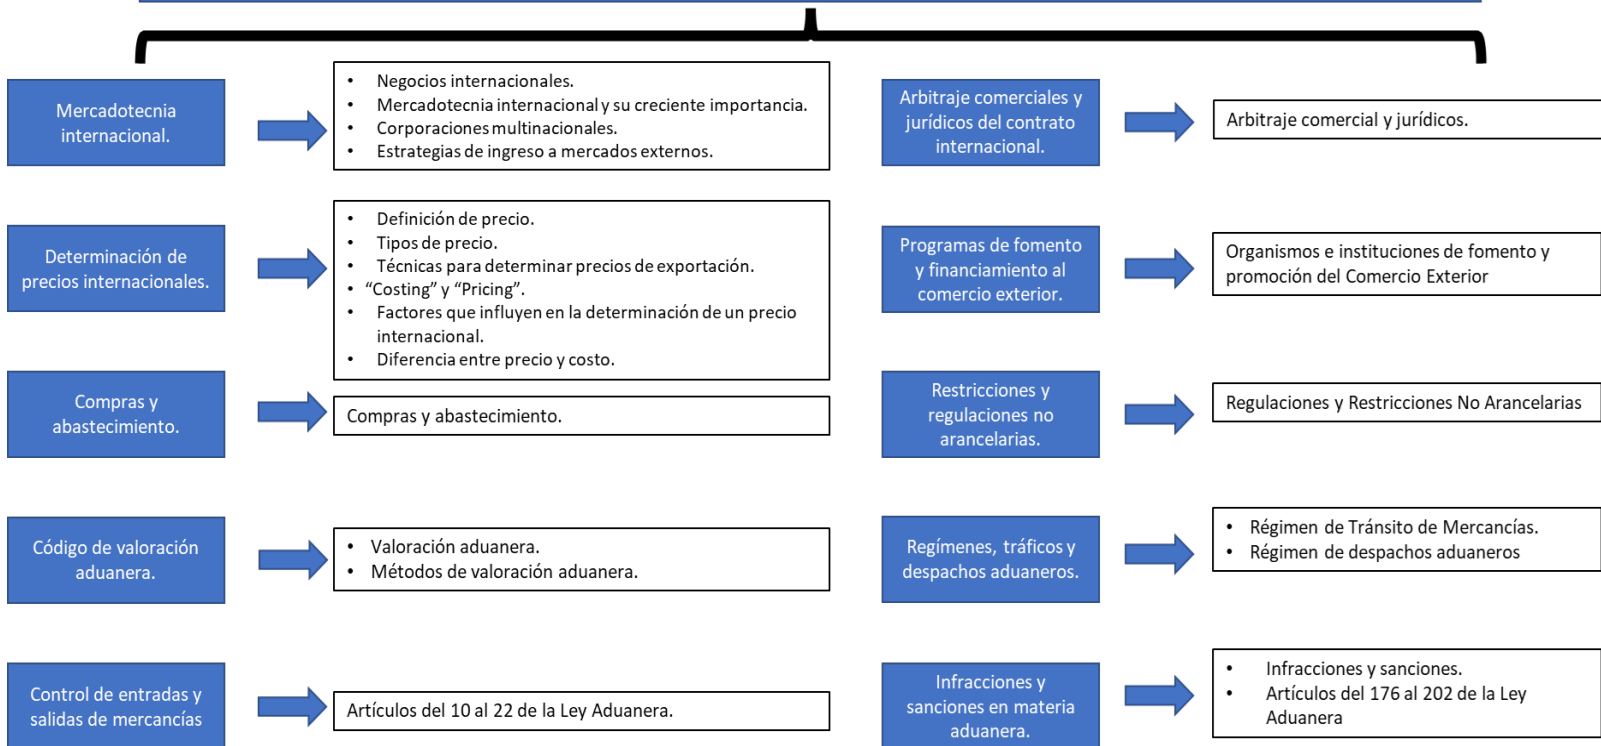 Mercadotecnia
internacional.
• Negocios internacionales.
• Mercadotecnia internacional y su creciente importancia.
• Corporaciones multinacionales.
• Estrategias de ingreso a mercados externos.
Determinación de
precios internacionales.
• Definición de precio.
• Tipos de precio.
• Técnicas para determinar precios de exportación.
• “Costing” y “Pricing”.
• Factores que influyen en la determinación de un precio
internacional.
• Diferencia entre precio y costo.
Compras y
abastecimiento.
Compras y abastecimiento.
Código de valoración
aduanera.
• Valoración aduanera.
• Métodos de valoración aduanera.
Control de entradas y
salidas de mercancías
Artículos del 10 al 22 de la Ley Aduanera.
Arbitraje comerciales y
jurídicos del contrato
internacional.
Arbitraje comercial y jurídicos.
Programas de fomento
y financiamiento al
comercio exterior.
Organismos e instituciones de fomento y
promoción del Comercio Exterior
Restricciones y
regulaciones no
arancelarias.
Regulaciones y Restricciones No Arancelarias
Regímenes, tráficos y
despachos aduaneros.
• Régimen de Tránsito de Mercancías.
• Régimen de despachos aduaneros
Infracciones y
sanciones en materia
aduanera.
• Infracciones y sanciones.
• Artículos del 176 al 202 de la Ley
Aduanera